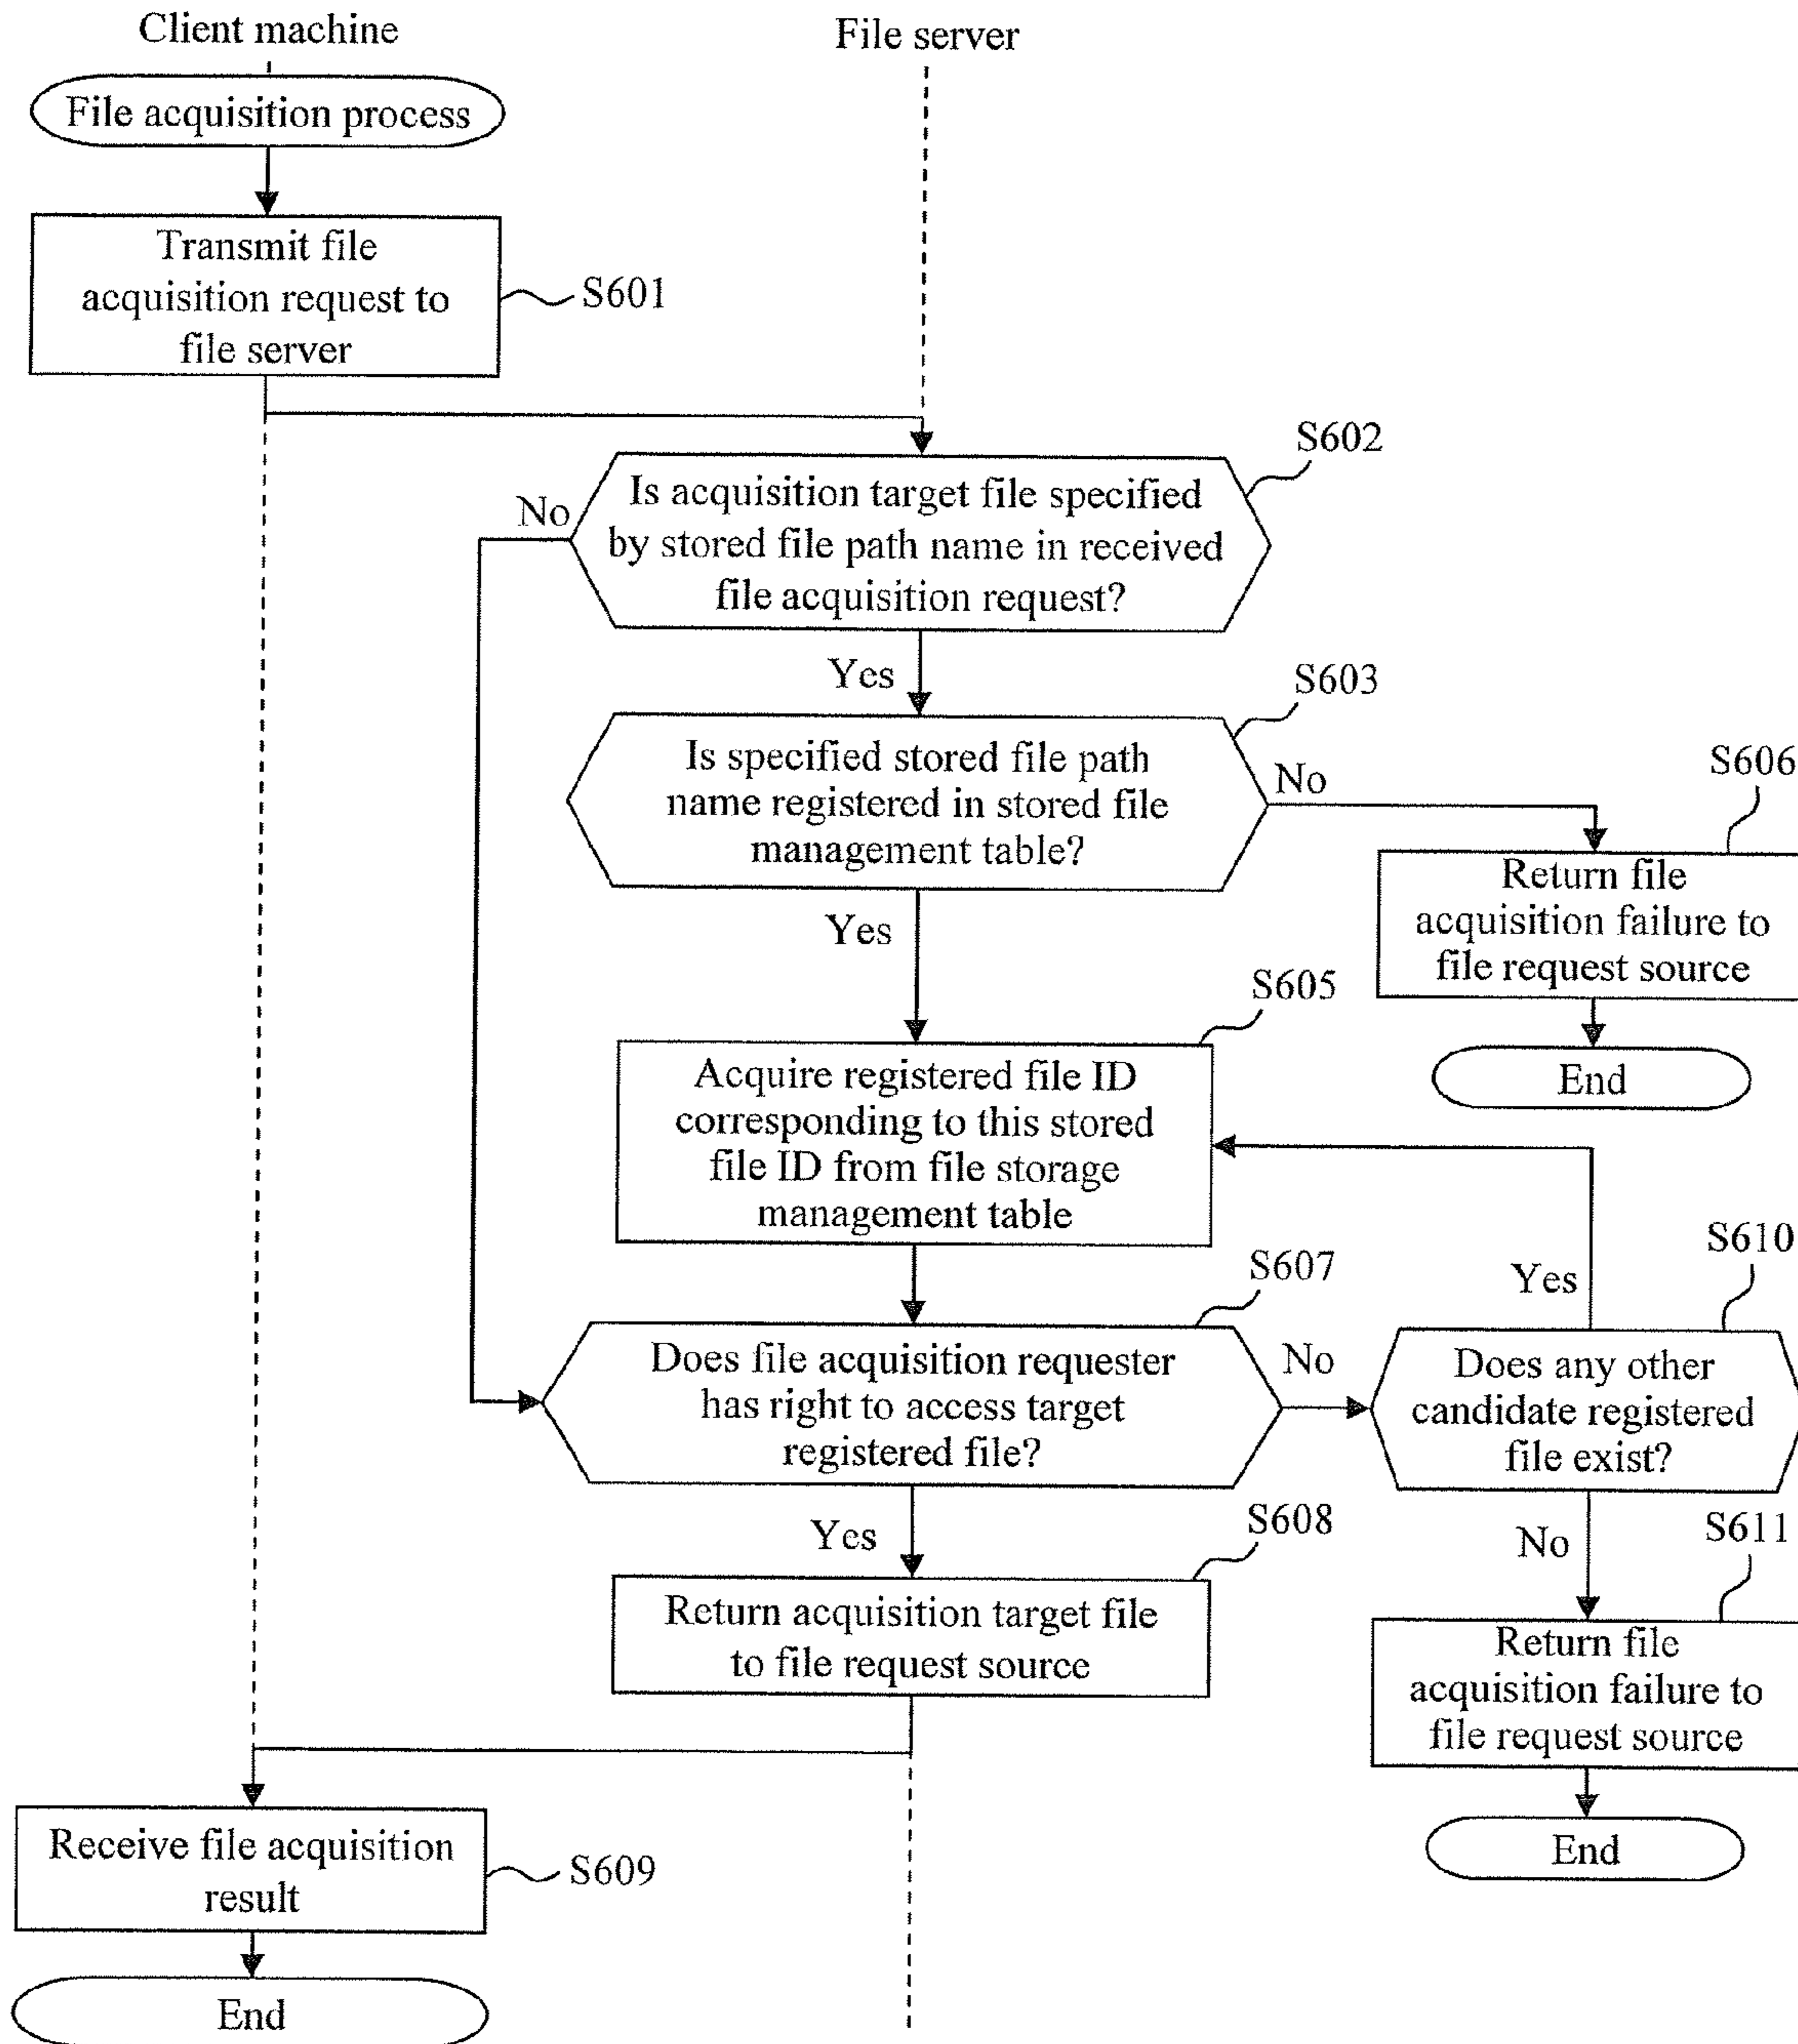 Client machine
File server
File acquisition process
Transmit file
acquisition request to
file server
S601
S602
Is acquisition target file specified
by stored file path name in received
file acquisition request?
No
Yes
S603
Is specified stored file path
name registered in stored file
management table?
No
S606
Yes
Return file
acquisition failure to
file request source
End
S605
Acquire registered file ID
corresponding to this stored
file ID from file storage
management table
S607
S610
Yes
Does file acquisition requester
has right to access target
registered file?
No
Does any other
candidate registered
file exist?
Yes
S608
No
S611
Return acquisition target file
to file request source
Return file
acquisition failure to
file request source
End
Receive file acquisition
result
S609
End